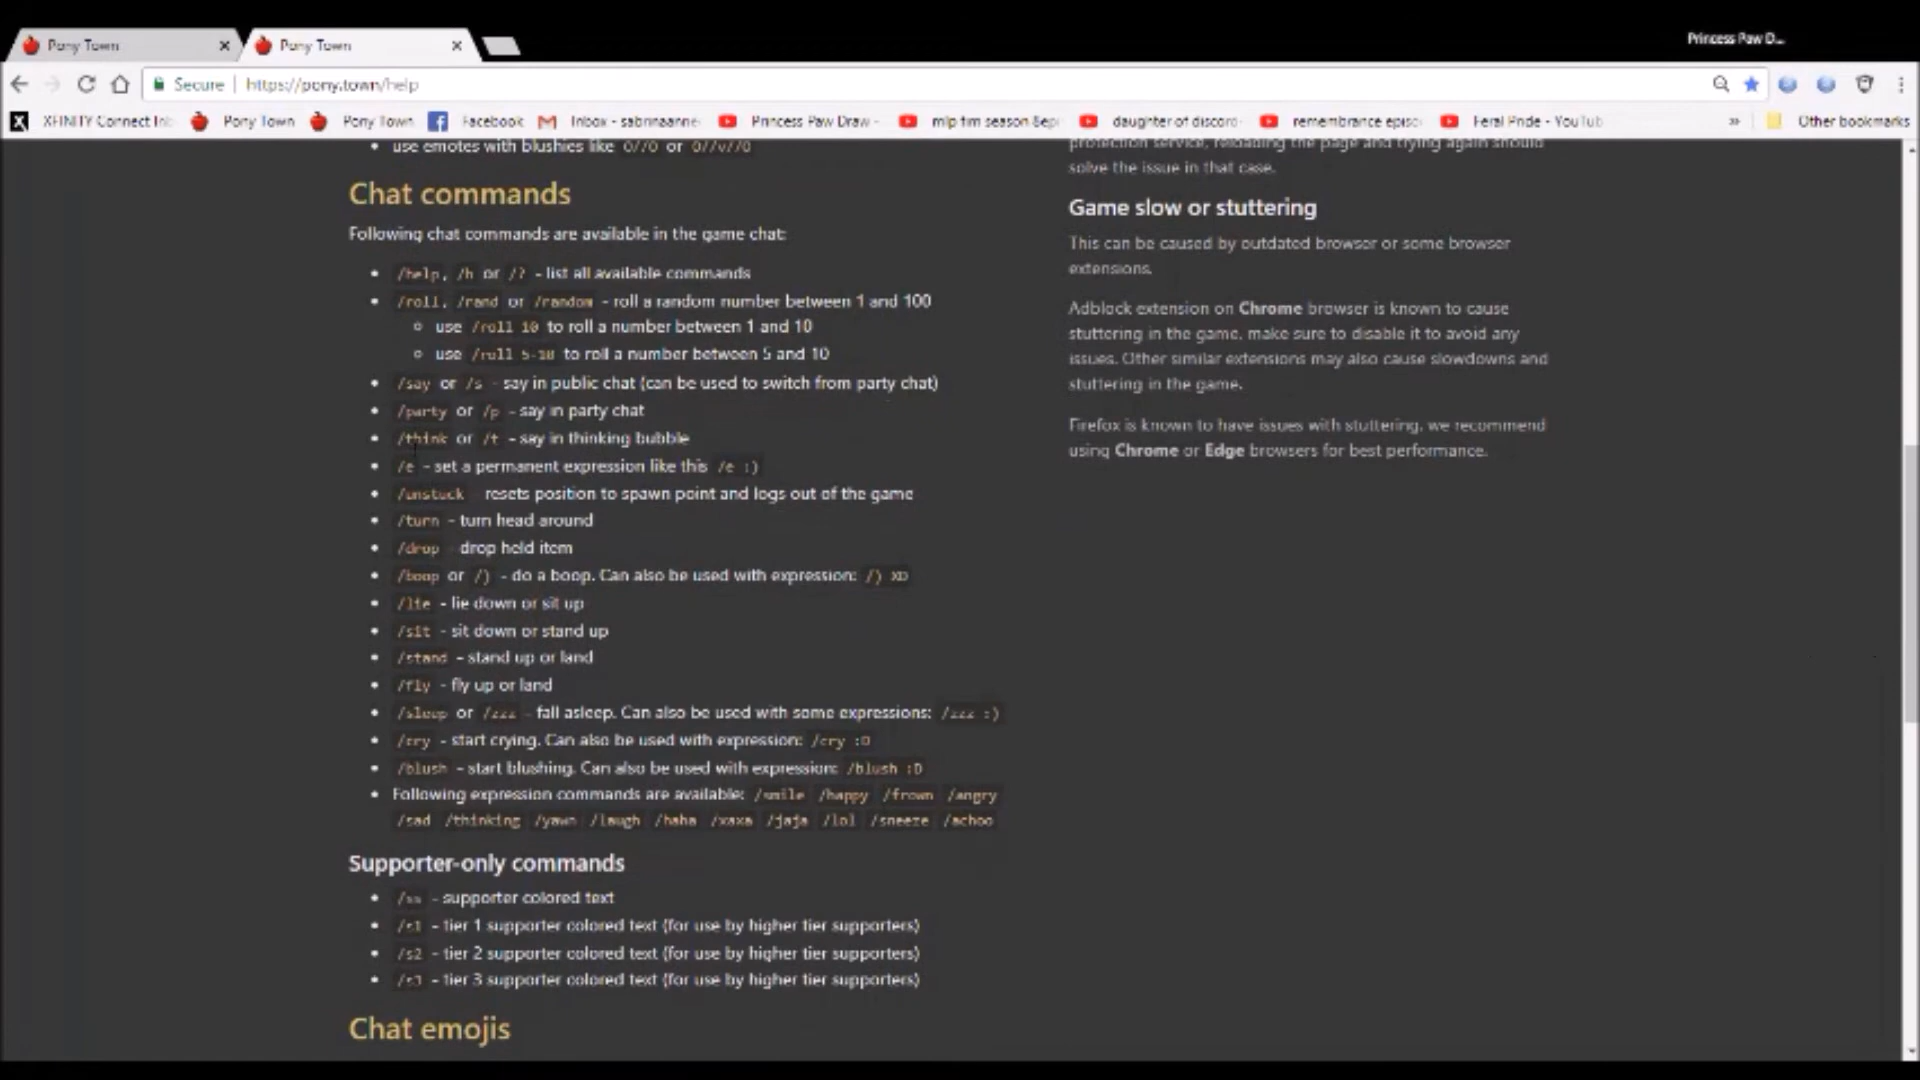 Pony Town
Pony Town
Princess Paw D...
Secure
https://pony.town/help
XFINITY Connect In
Pony Town
Pony Town
Facebook
Inbox - sabrinaanne
Princess Paw Draw -
mlp fim season
daughter of discord
remembrance episo
Feral Pride - YouTub
»
Other bookmarks
use emotes with blushies like O//O or O//v//O
Chat commands
Following chat commands are available in the game chat:
/help, /h or /? - list all available commands
/roll, /rand or /random - roll a random number between 1 and 100
use /roll 10 to roll a number between 1 and 10
use /roll 5-10 to roll a number between 5 and 10
/say or /s - say in public chat (can be used to switch from party chat)
/party or /p - say in party chat
/think or /t - say in thinking bubble
/e - set a permanent expression like this /e :)
/unstuck - resets position to spawn point and logs out of the game
/turn - turn head around
/drop - drop held item
/boop or /) - do a boop. Can also be used with expression: /) XD
/lie - lie down or sit up
/sit - sit down or stand up
/stand - stand up or land
/fly - fly up or land
/sleep or /zzz - fall asleep. Can also be used with some expressions: /zzz :)
/cry - start crying. Can also be used with expression: /cry :O
/blush - start blushing. Can also be used with expression: /blush :D
Following expression commands are available: /smile /happy /frown /angry
/sad /thinking /yawn /laugh /haha /xaxa /jaja /lol /sneeze /achoo
Supporter-only commands
/ss - supporter colored text
/s1 - tier 1 supporter colored text (for use by higher tier supporters)
/s2 - tier 2 supporter colored text (for use by higher tier supporters)
/s3 - tier 3 supporter colored text (for use by higher tier supporters)
Chat emojis
protection service, reloading the page and trying again should
solve the issue in that case.
Game slow or stuttering
This can be caused by outdated browser or some browser
extensions.
Adblock extension on Chrome browser is known to cause
stuttering in the game, make sure to disable it to avoid any
issues. Other similar extensions may also cause slowdowns and
stuttering in the game.
Firefox is known to have issues with stuttering, we recommend
using Chrome or Edge browsers for best performance.